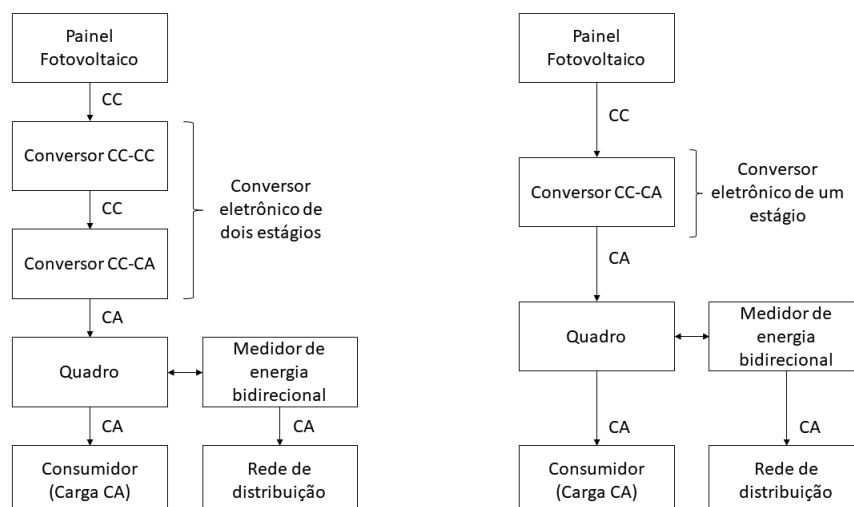 Painel
Fotovoltaico
CC
Conversor CC-CC
CC
Conversor CC-CA
Conversor
eletrônico de
dois estágios
CA
Quadro
Medidor de
energia
bidirecional
CA
CA
Consumidor
(Carga CA)
Rede de
distribuição
Painel
Fotovoltaico
CC
Conversor CC-CA
Conversor
eletrônico de um
estágio
CA
Quadro
Medidor de
energia
bidirecional
CA
CA
Consumidor
(Carga CA)
Rede de
distribuição